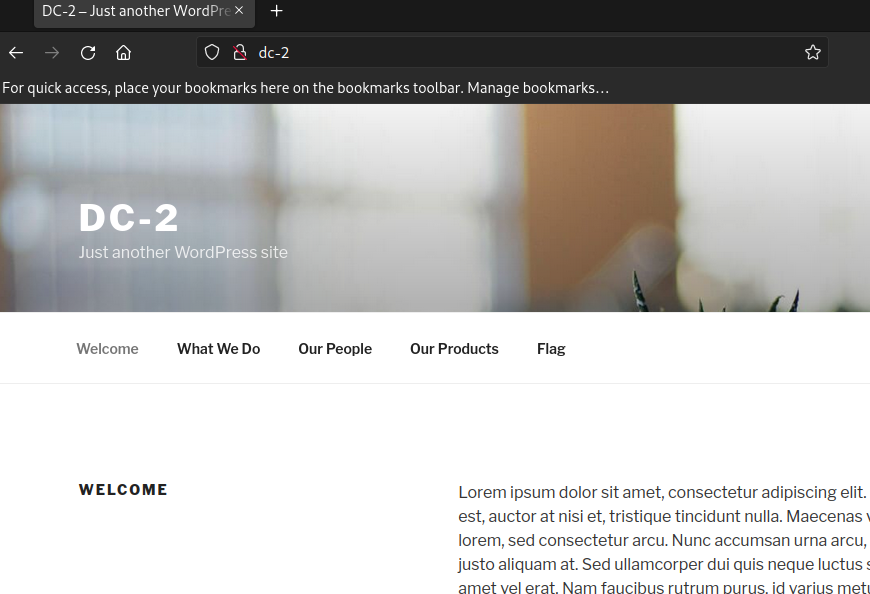 DC-2 – Just another WordPre
dc-2
For quick access, place your bookmarks here on the bookmarks toolbar. Manage bookmarks…
DC-2
Just another WordPress site
Welcome What We Do Our People Our Products Flag
WELCOME
Lorem ipsum dolor sit amet, consectetur adipiscing elit.
est, auctor at nisi et, tristique tincidunt nulla. Maecenas
lorem, sed consectetur arcu. Nunc accumsan urna arcu,
justo aliquam at. Sed ullamcorper dui quis neque luctus
amet vel erat. Nam faucibus rutrum purus, id varius